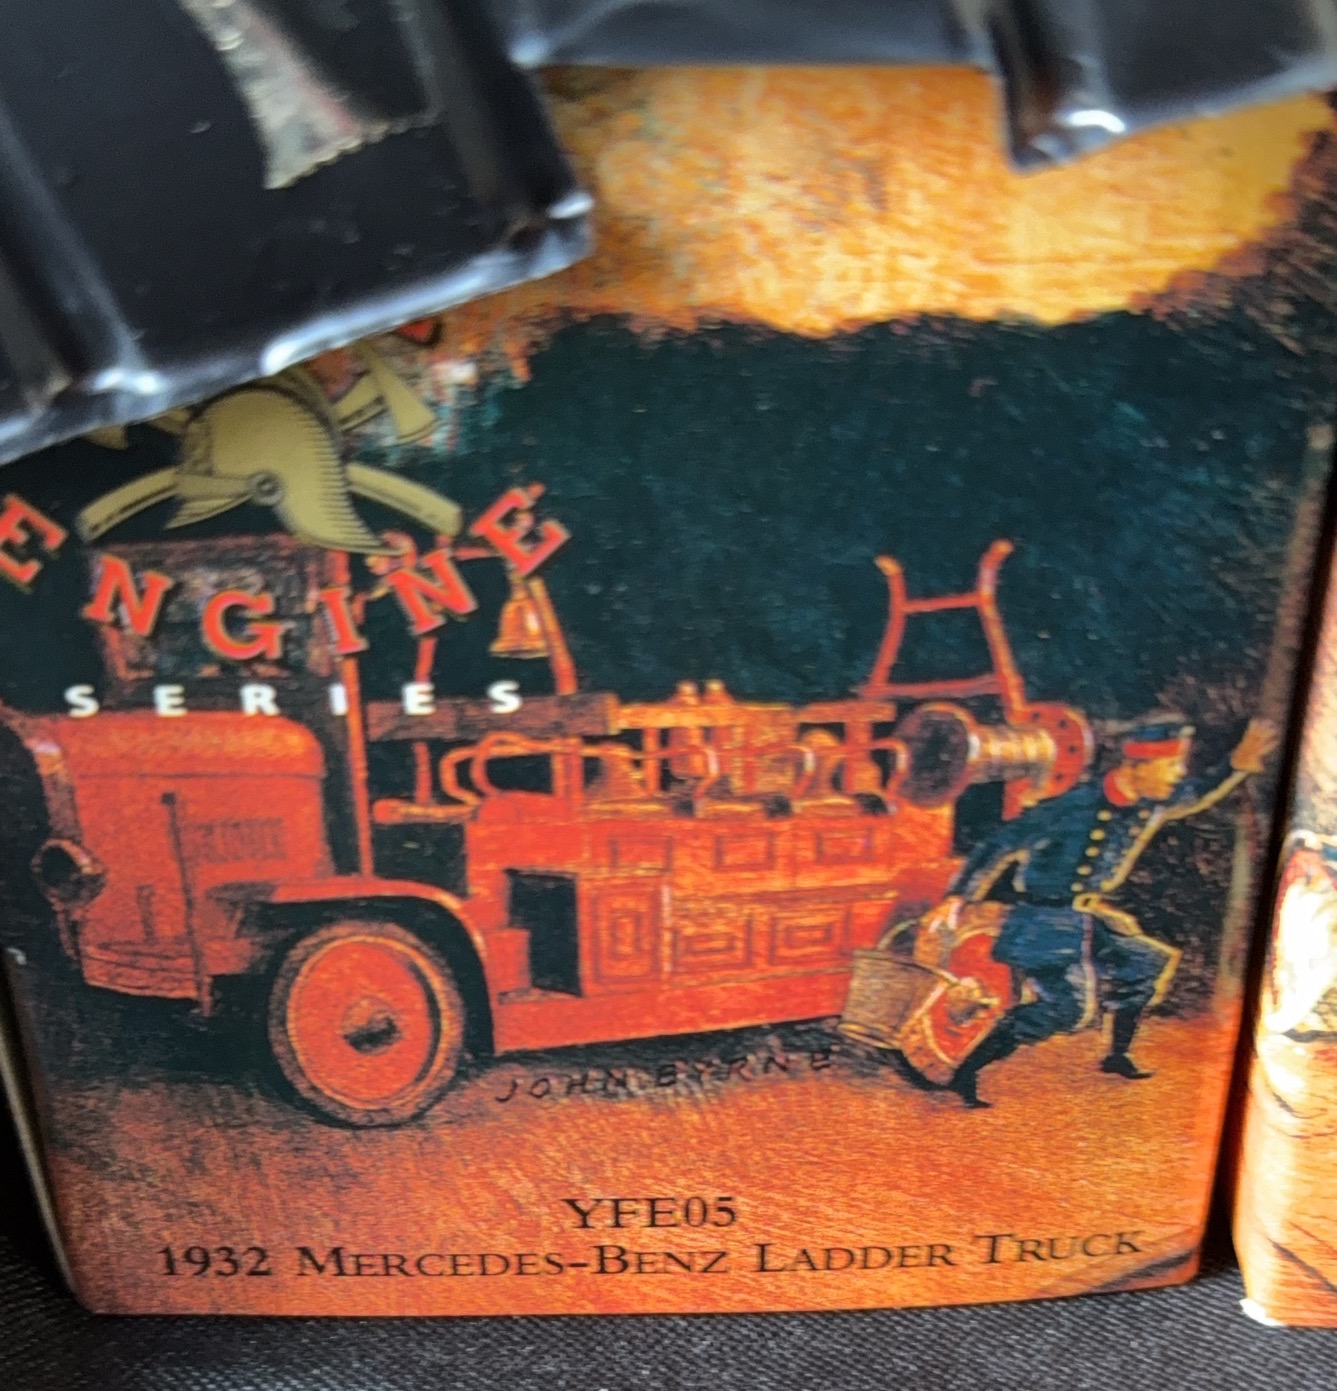 E ENGINE
SERIES
JOHN BYRNE
YFE05
1932 MERCEDES-BENZ LADDER TRUCK